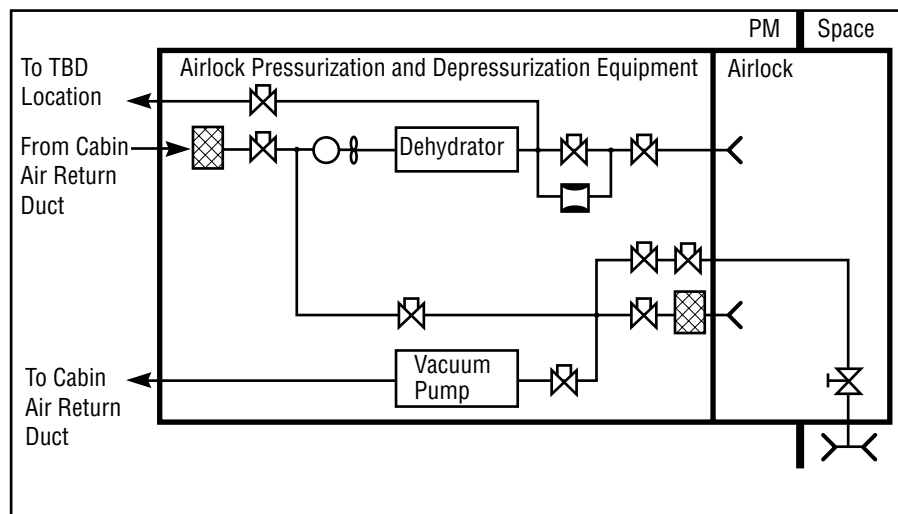 PM
Space
To TBD
Location
Airlock Pressurization and Depressurization Equipment
Airlock
From Cabin
Air Return
Duct
Dehydrator
To Cabin
Air Return
Duct
Vacuum
Pump